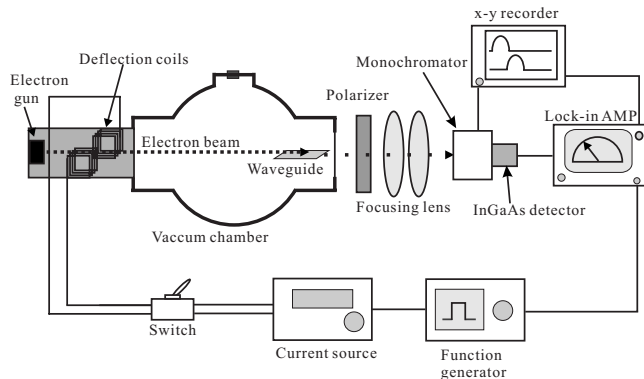 x-y recorder
Deflection coils
Monochromator
Electron
gun
Polarizer
Lock-in AMP
Electron beam
Waveguide
Focusing lens
InGaAs detector
Vaccum chamber
Switch
Current source
Function
generator